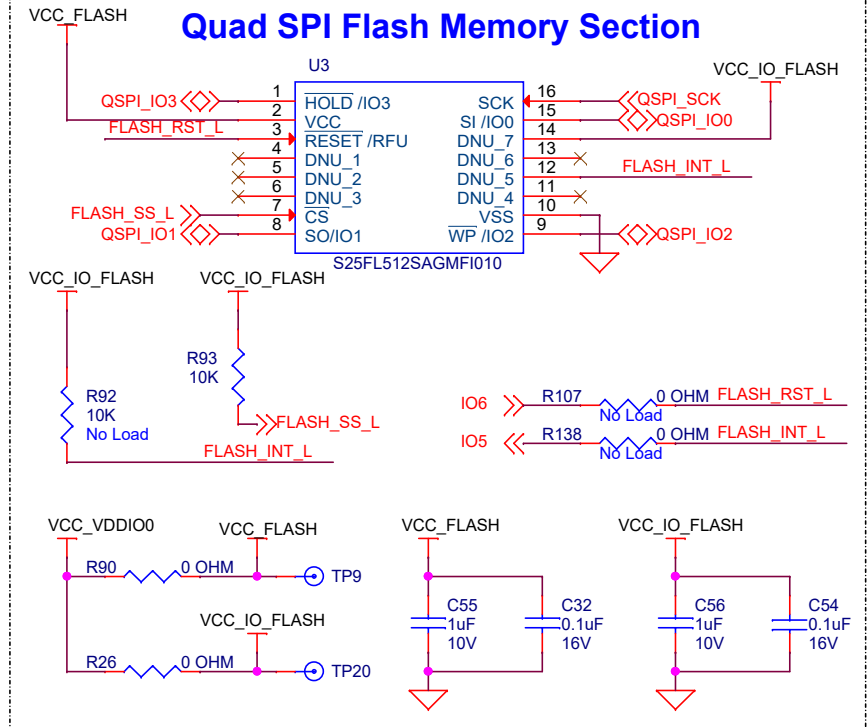 Quad SPI Flash Memory Section
VCC_FLASH
U3
VCC_IO_FLASH
QSPI_IO3
1
HOLD /IO3
SCK
16
QSPI_SCK
2
VCC
SI /IO0
15
QSPI_IO0
FLASH_RST_L
3
RESET /RFU
DNU_7
14
4
DNU_1
DNU_6
13
5
DNU_2
DNU_5
12
FLASH_INT_L
6
DNU_3
DNU_4
11
FLASH_SS_L
7
CS
VSS
10
QSPI_IO1
8
SO/IO1
WP /IO2
9
QSPI_IO2
S25FL512SAGMFI010
VCC_IO_FLASH
VCC_IO_FLASH
R93
10K
R92
10K
No Load
FLASH_SS_L
FLASH_INT_L
IO6
R107
0 OHM
FLASH_RST_L
No Load
IO5
R138
0 OHM
FLASH_INT_L
No Load
VCC_VDDIO0
VCC_FLASH
R90
0 OHM
TP9
VCC_IO_FLASH
R26
0 OHM
TP20
VCC_FLASH
C55
1uF
10V
C32
0.1uF
16V
VCC_IO_FLASH
C56
1uF
10V
C54
0.1uF
16V